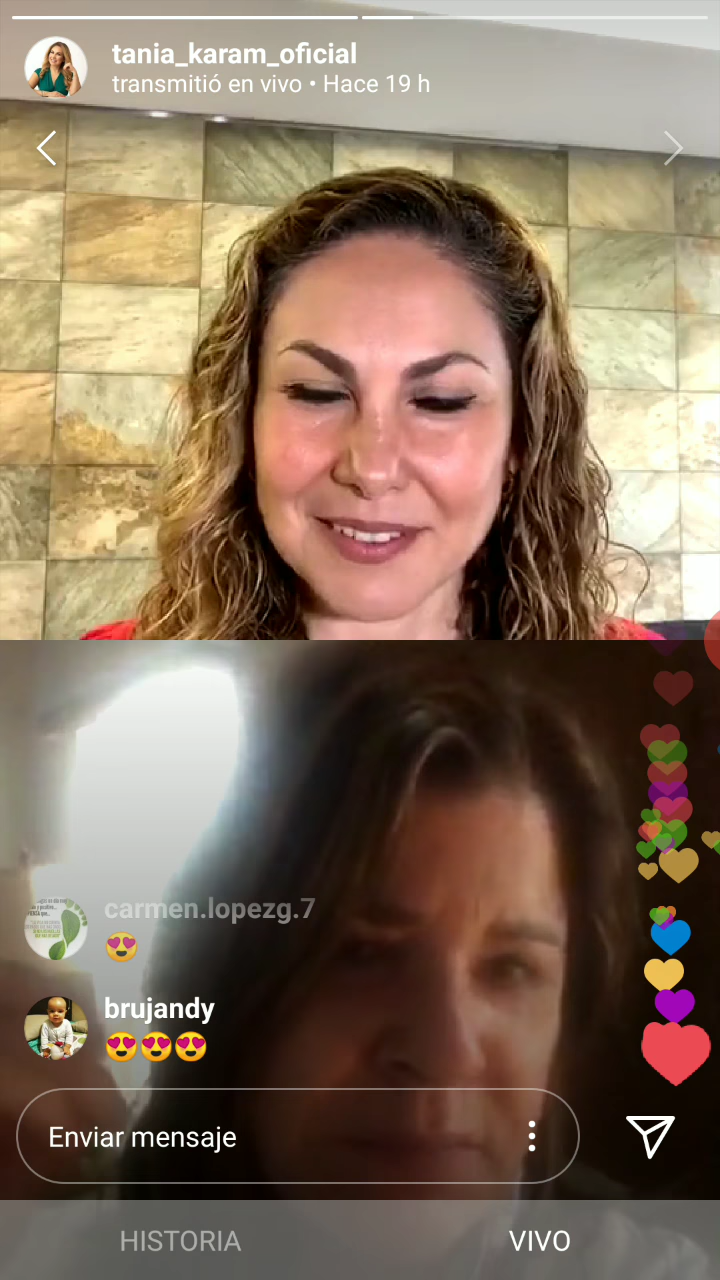 tania_karam_oficial
transmitió en vivo • Hace 19 h
carmen.lopezg.7
😍
brujandy
😍😍😍
Enviar mensaje
HISTORIA
VIVO